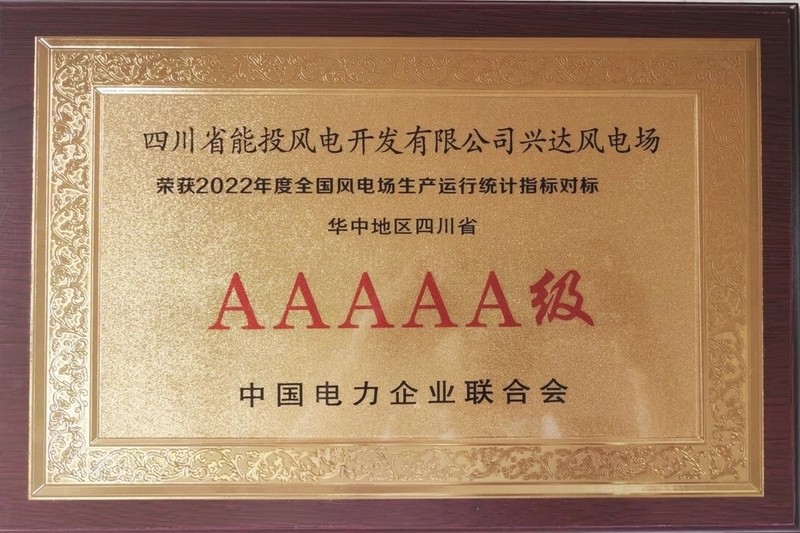 四川省能投风电开发有限公司兴达风电场
荣获2022年度全国风电场生产运行统计指标对标
华中地区四川省
AAAAA级
中国电力企业联合会